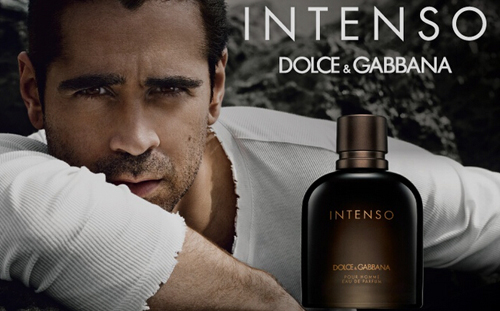 INTENSO
DOLCE & GABBANA
INTENSO
DOLCE & GABBANA
POUR HOMME
EAU DE PARFUM